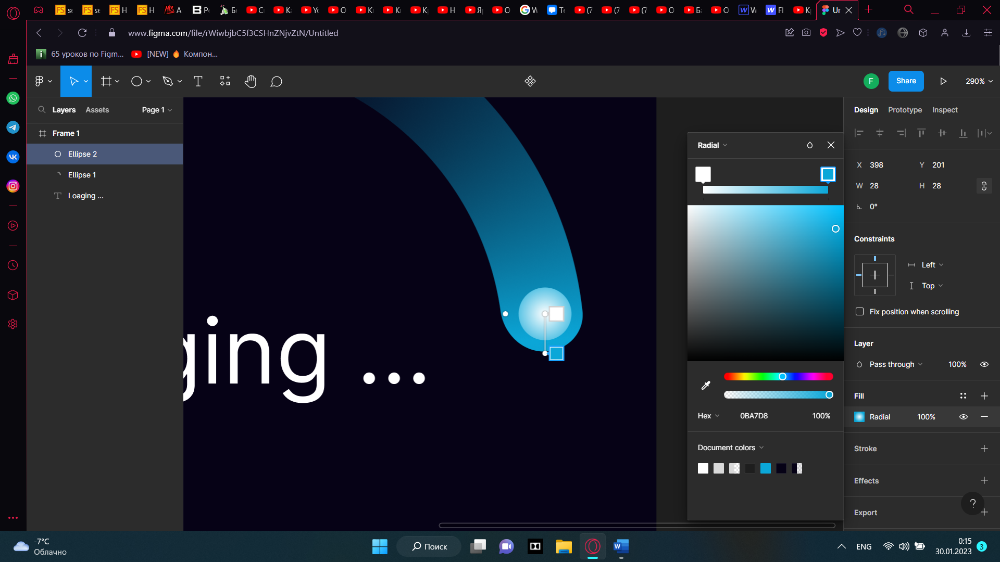 Ur
www.figma.com/file/rWiwbjbC5f3CSHnZNjvZtN/Untitled
65 уроков по Figm...
[NEW] 🔥 Компон...
F
Share
290%
Layers
Assets
Page 1
Frame 1
Ellipse 2
Ellipse 1
Loaging ...
ging ...
Radial
Hex
0BA7D8
100%
Document colors
Design
Prototype
Inspect
X 398
Y 201
W 28
H 28
0°
Constraints
Left
Top
Fix position when scrolling
Layer
Pass through
100%
Fill
Radial
100%
Stroke
Effects
Export
?
-7°C
Облачно
Поиск
ENG
0:15
30.01.2023
3